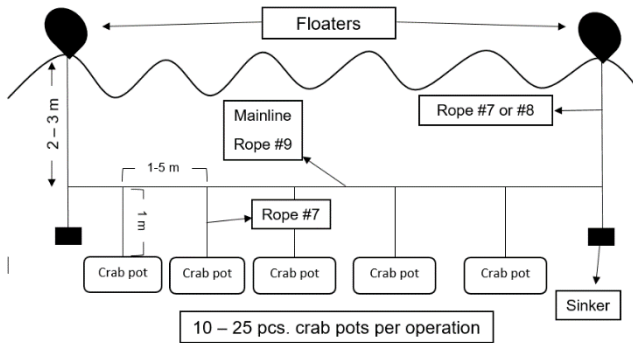 Floaters
2 – 3 m
Mainline
Rope #9
Rope #7 or #8
1-5 m
1 m
Rope #7
Crab pot
Crab pot
Crab pot
Crab pot
Crab pot
Sinker
10 – 25 pcs. crab pots per operation